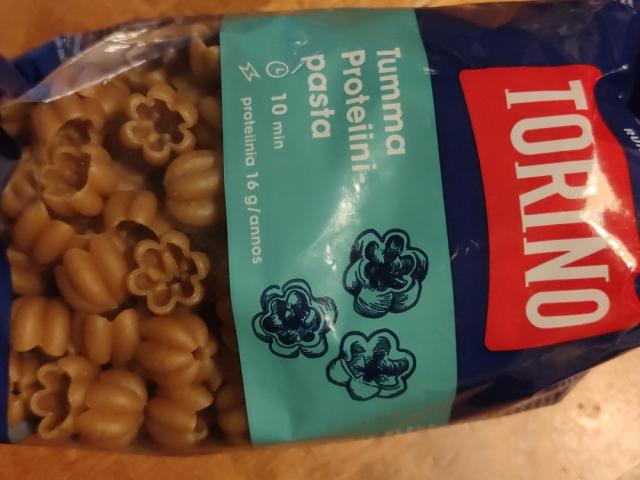 TORINO
Tumma
Proteiini-
pasta
10 min
proteiinia 16 g/annos